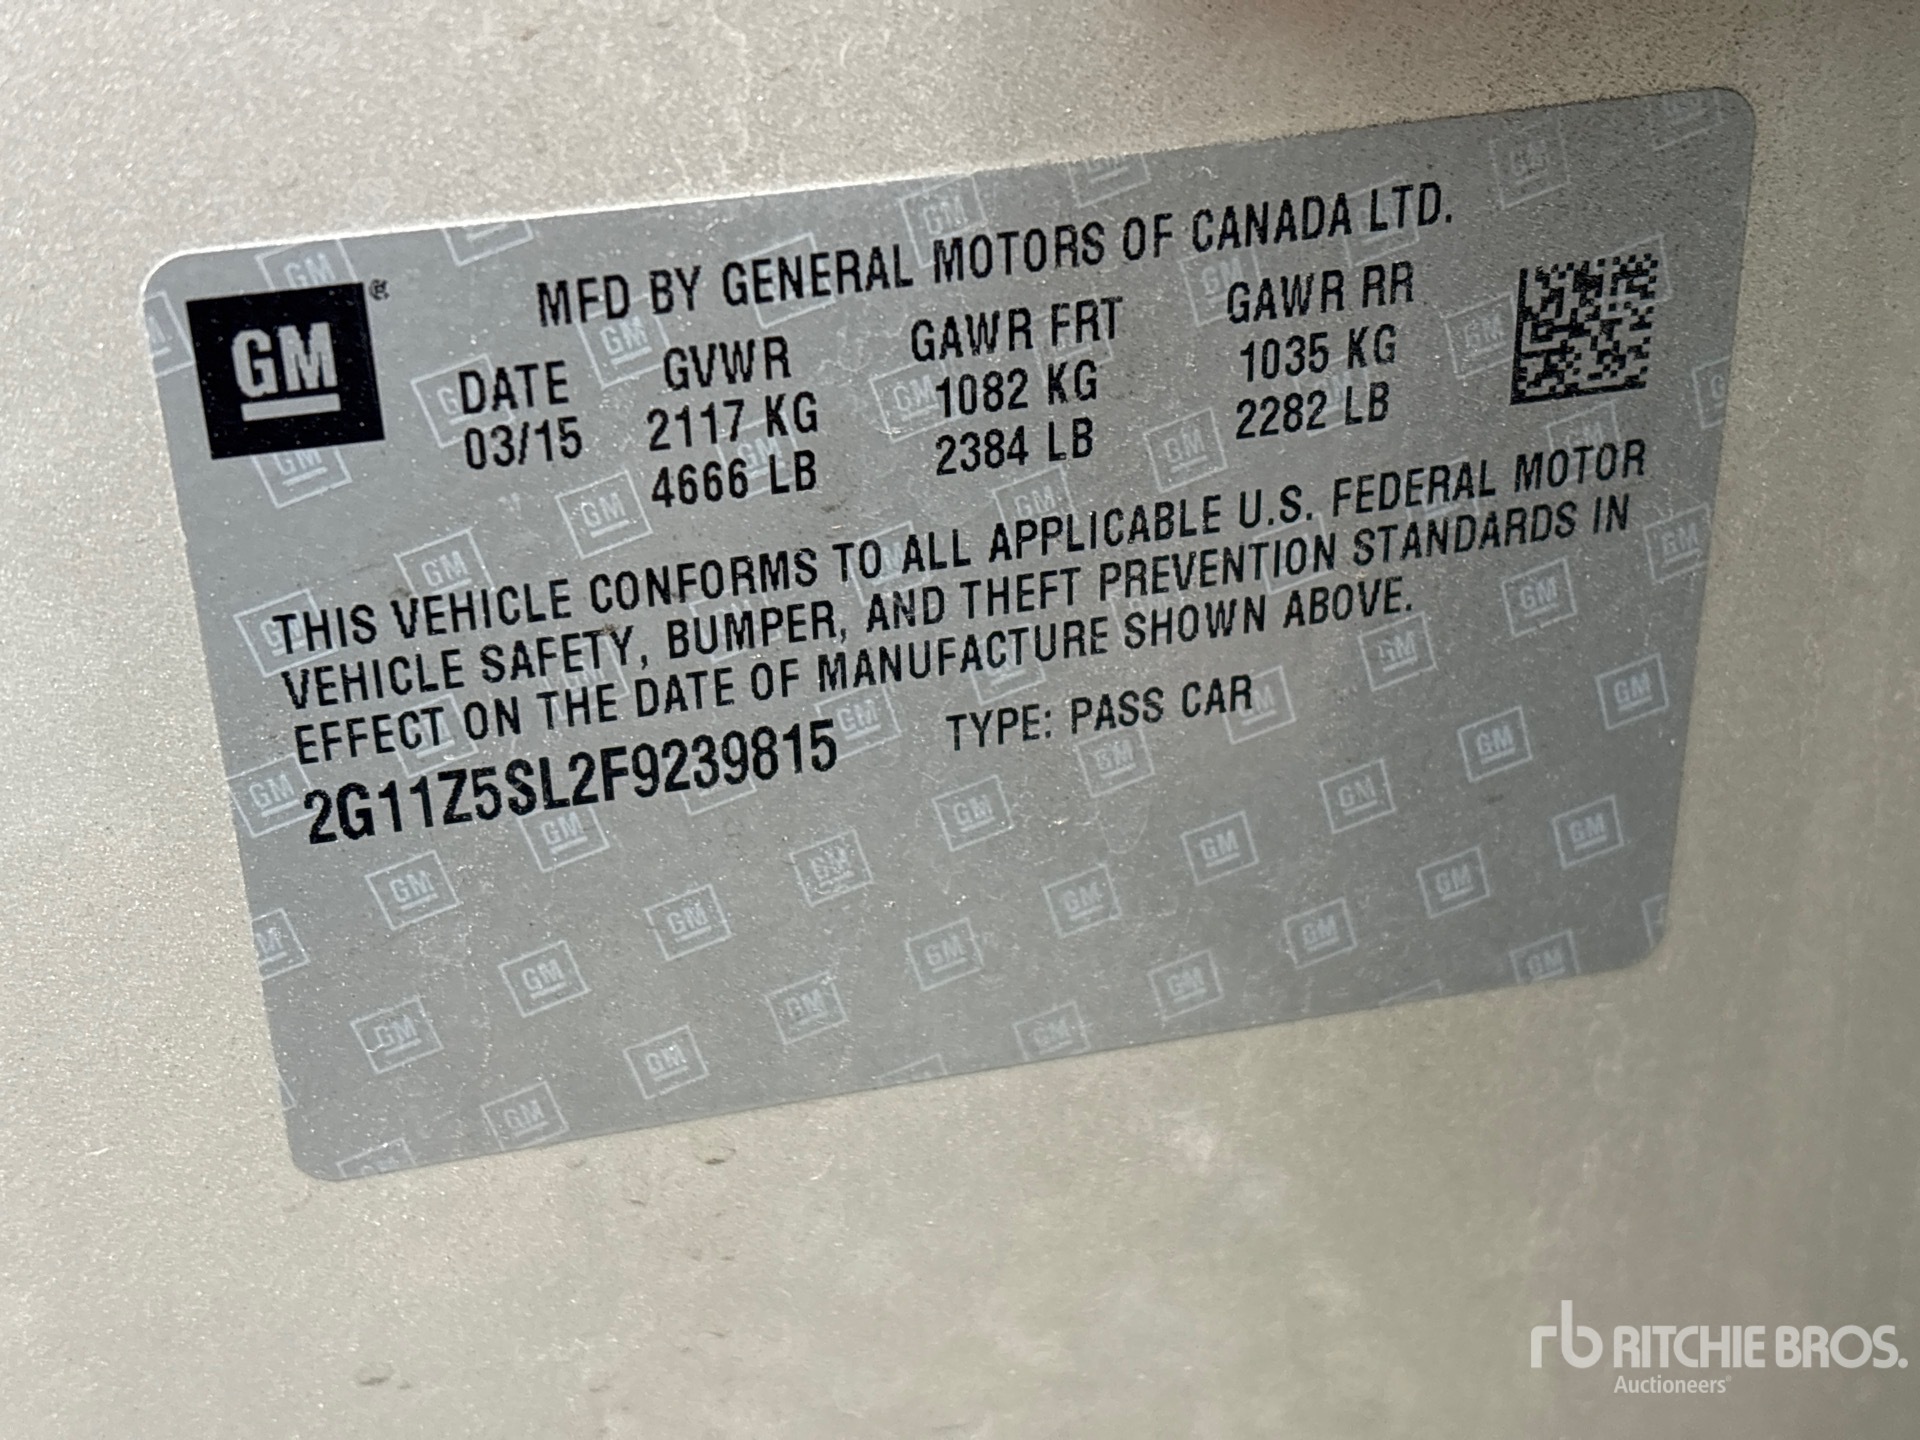 GM
MFD BY GENERAL MOTORS OF CANADA LTD.
DATE GVWR GAWR FRT GAWR RR
03/15 2117 KG 1082 KG 1035 KG
4666 LB 2384 LB 2282 LB
THIS VEHICLE CONFORMS TO ALL APPLICABLE U.S. FEDERAL MOTOR
VEHICLE SAFETY, BUMPER, AND THEFT PREVENTION STANDARDS IN
EFFECT ON THE DATE OF MANUFACTURE SHOWN ABOVE.
2G11Z5SL2F9239815 TYPE: PASS CAR
rb RITCHIE BROS.
Auctioneers